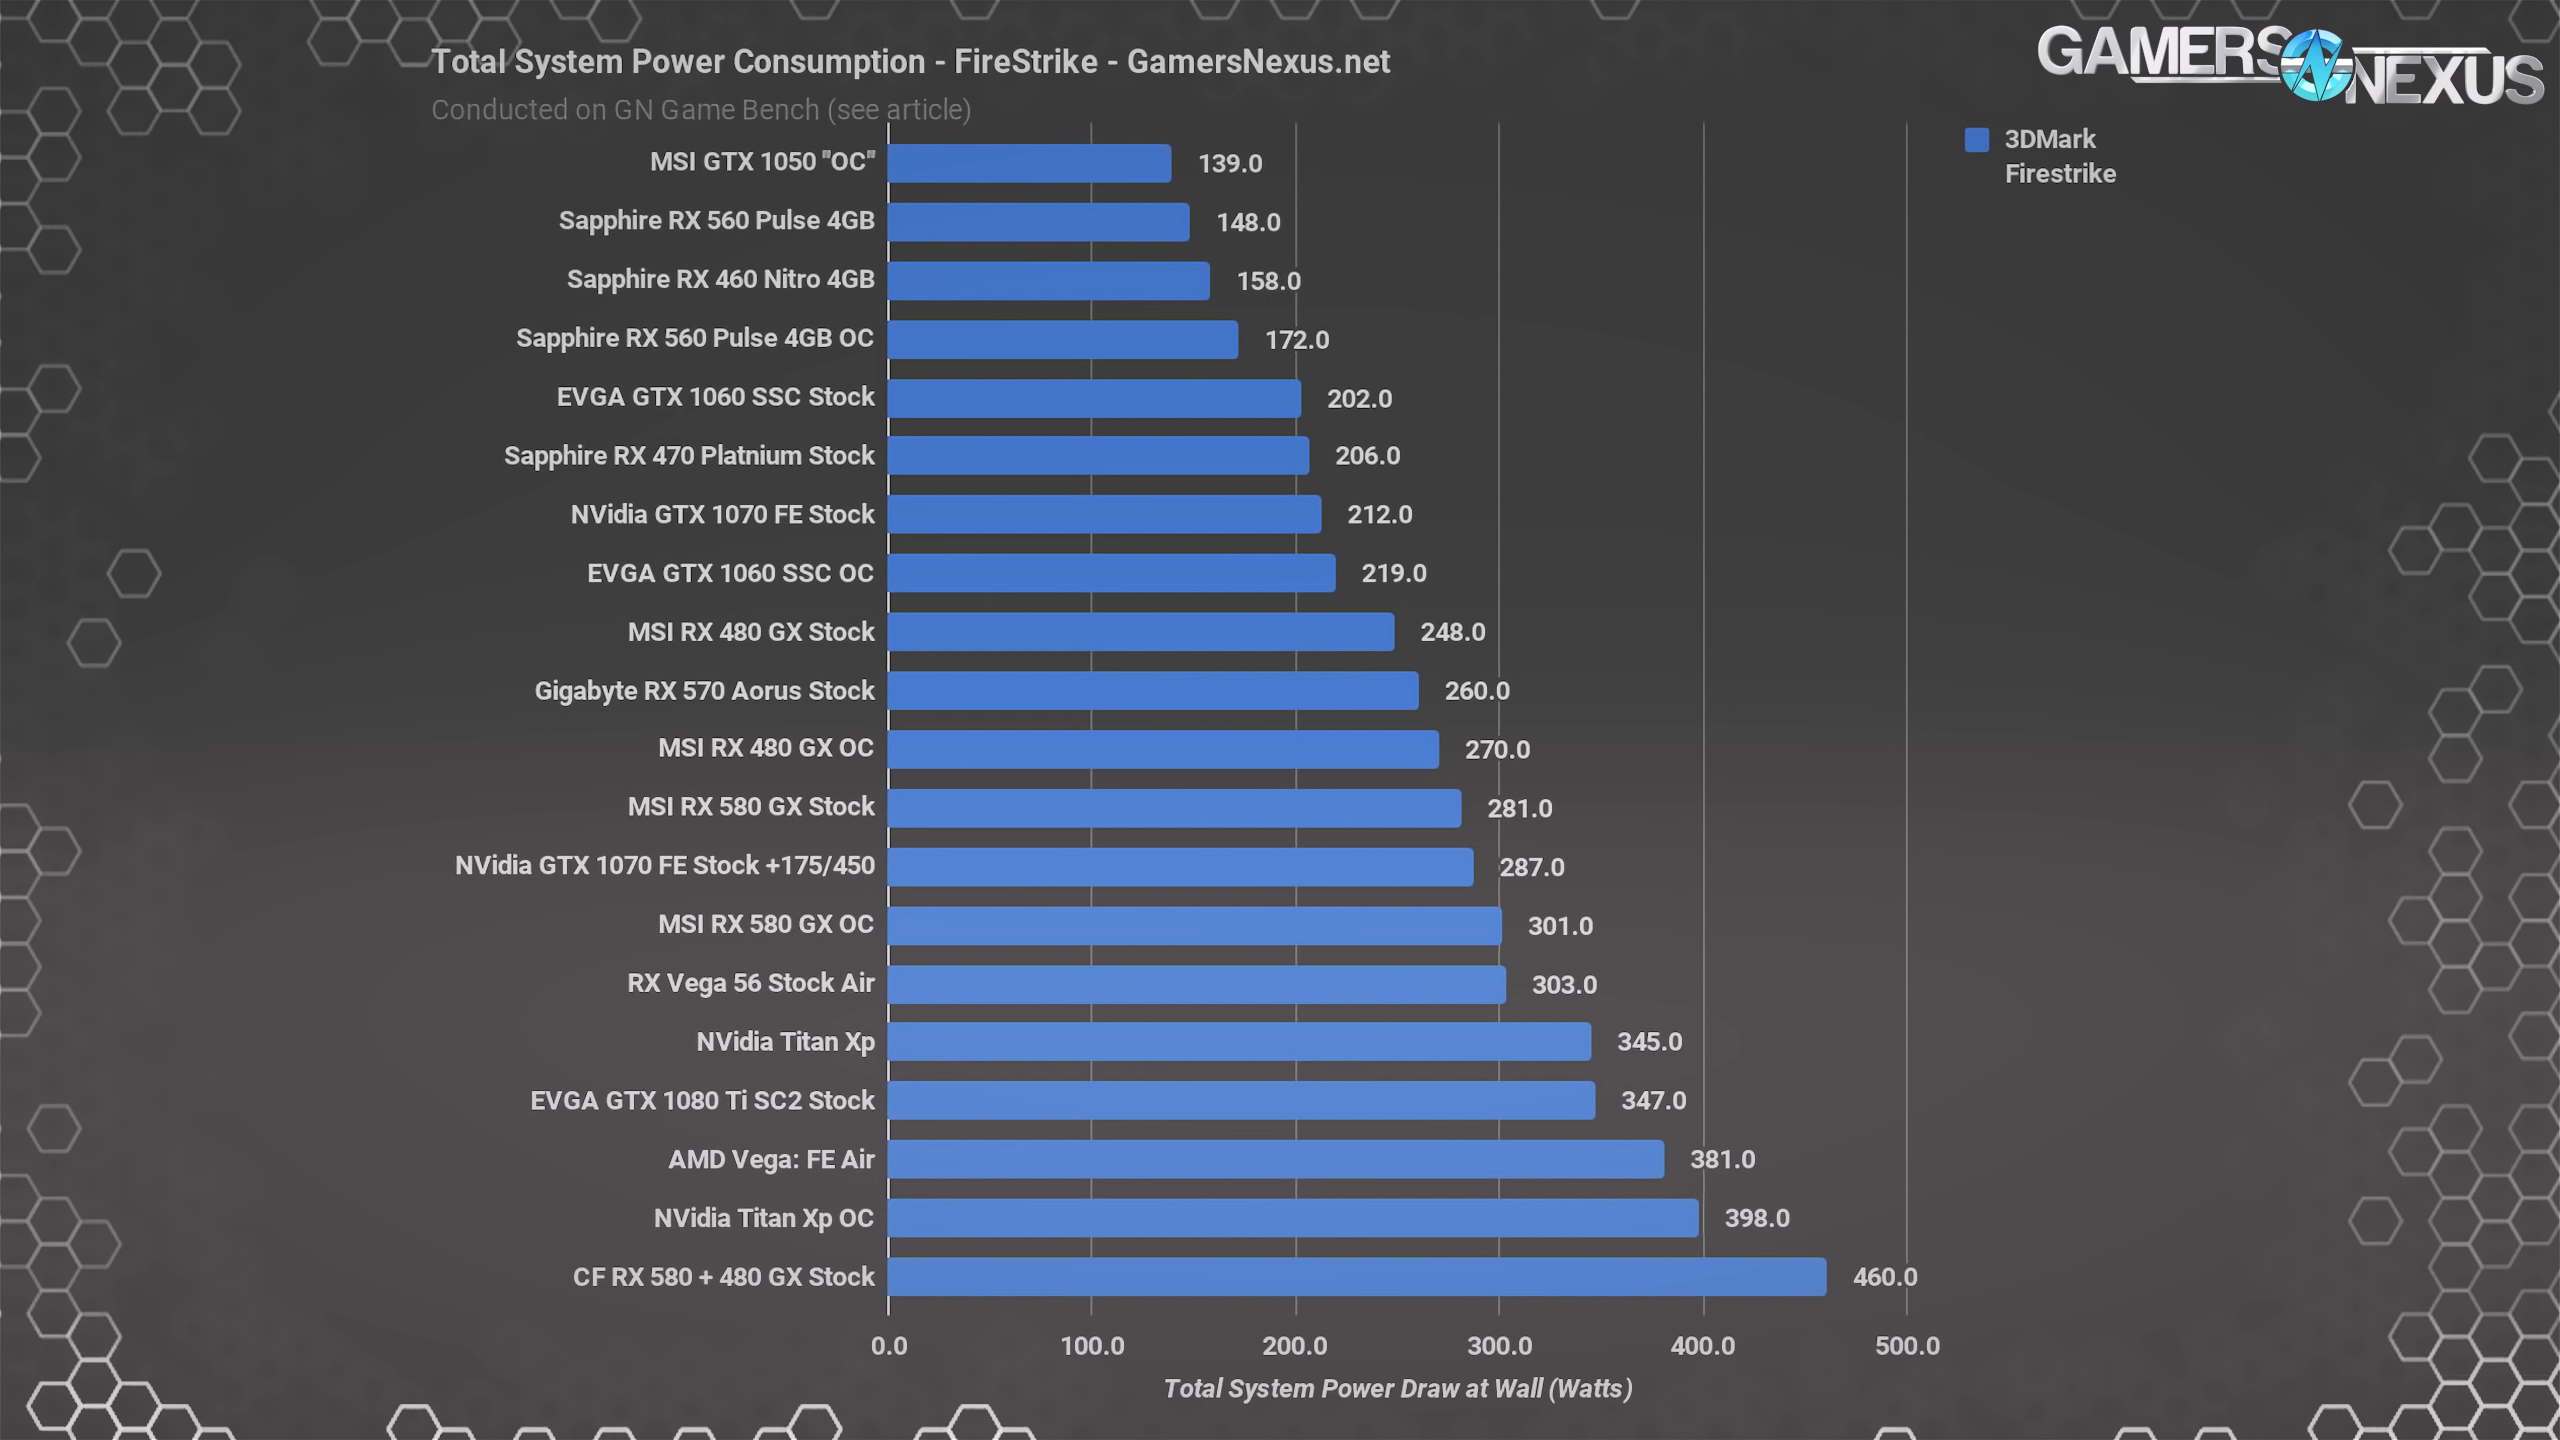 Total System Power Consumption - FireStrike - GamersNexus.net
GAMERS NEXUS
Conducted on GN Game Bench (see article)
3DMark
Firestrike
MSI GTX 1050 "OC" 139.0
Sapphire RX 560 Pulse 4GB 148.0
Sapphire RX 460 Nitro 4GB 158.0
Sapphire RX 560 Pulse 4GB OC 172.0
EVGA GTX 1060 SSC Stock 202.0
Sapphire RX 470 Platnium Stock 206.0
NVidia GTX 1070 FE Stock 212.0
EVGA GTX 1060 SSC OC 219.0
MSI RX 480 GX Stock 248.0
Gigabyte RX 570 Aorus Stock 260.0
MSI RX 480 GX OC 270.0
MSI RX 580 GX Stock 281.0
NVidia GTX 1070 FE Stock +175/450 287.0
MSI RX 580 GX OC 301.0
RX Vega 56 Stock Air 303.0
NVidia Titan Xp 345.0
EVGA GTX 1080 Ti SC2 Stock 347.0
AMD Vega: FE Air 381.0
NVidia Titan Xp OC 398.0
CF RX 580 + 480 GX Stock 460.0
0.0 100.0 200.0 300.0 400.0 500.0
Total System Power Draw at Wall (Watts)